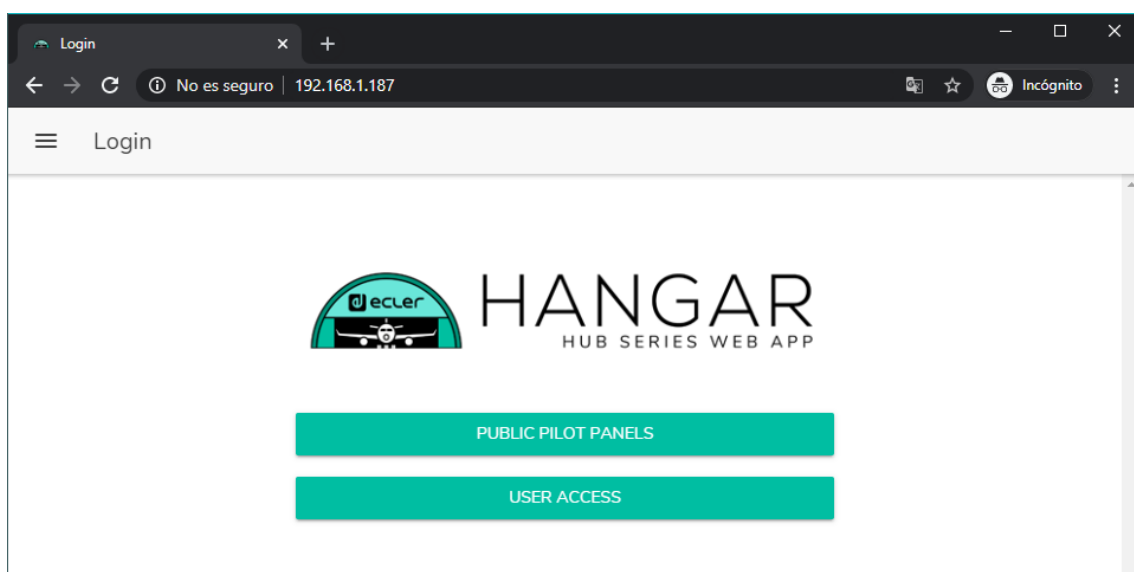 Login
No es seguro 192.168.1.187 Incógnito
Login
ecler HANGAR
HUB SERIES WEB APP
PUBLIC PILOT PANELS
USER ACCESS